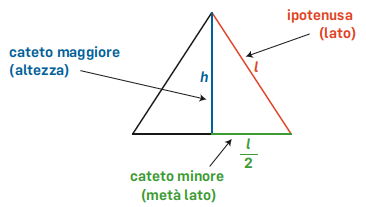 ipotenusa
(lato)
cateto maggiore
(altezza)
h
l
l
2
cateto minore
(metà lato)